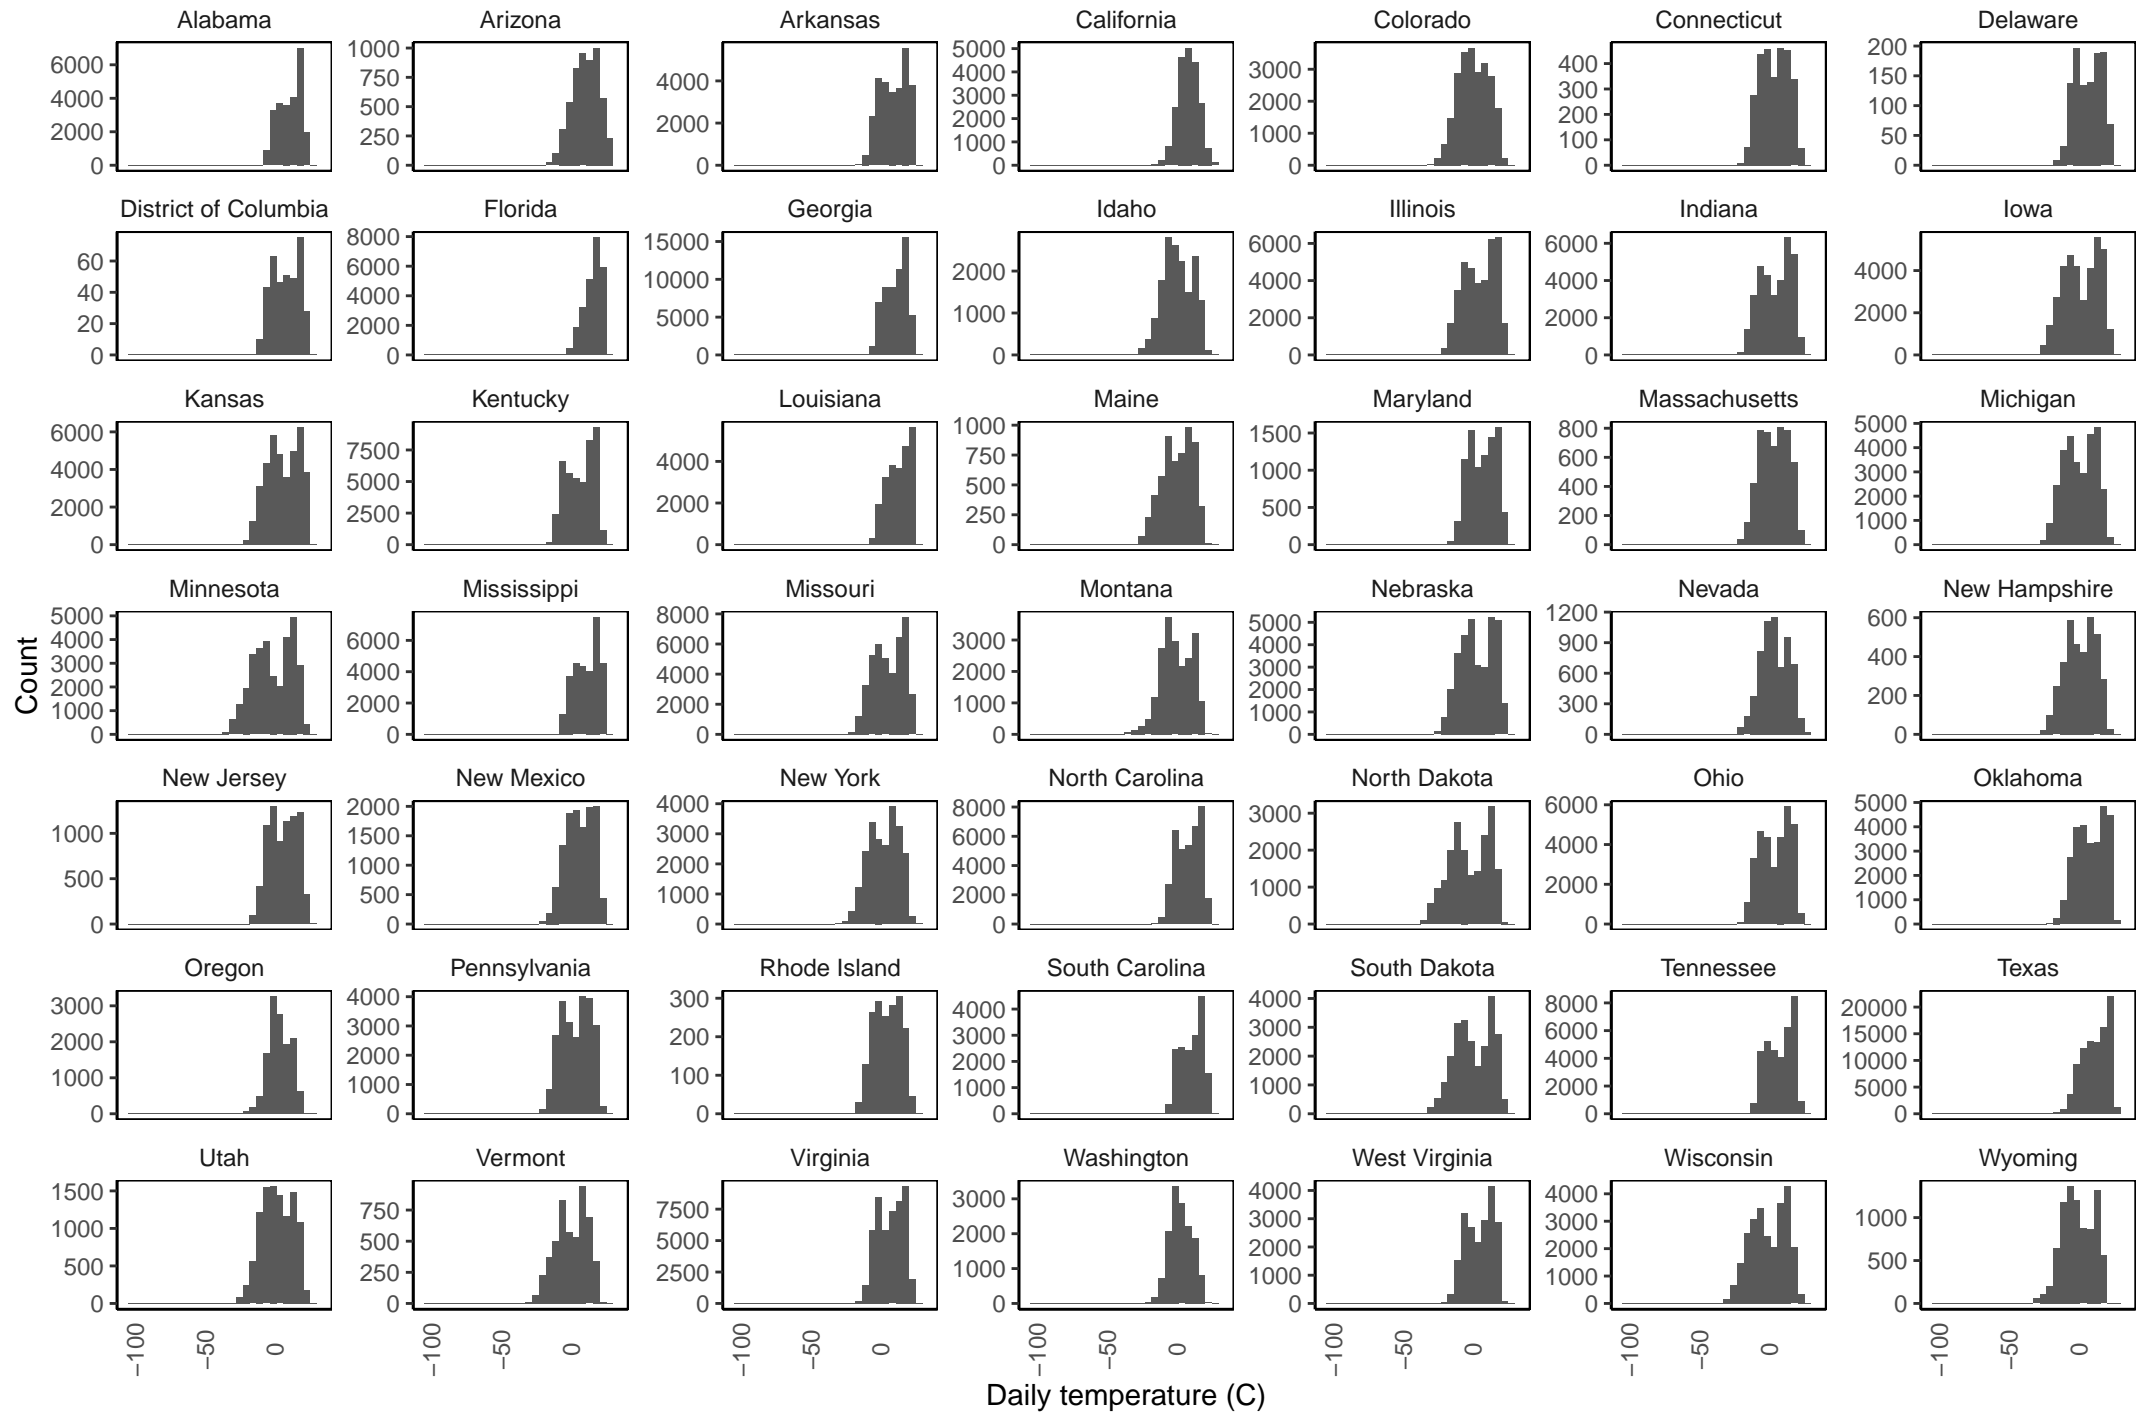 Alabama Arizona Arkansas California Colorado Connecticut Delaware
6000 4000 2000 0
1000 750 500 250 0
4000 2000 0
5000 4000 3000 2000 1000 0
3000 2000 1000 0
400 300 200 100 0
200 150 100 50 0
District of Columbia Florida Georgia Idaho Illinois Indiana Iowa
60 40 20 0
8000 6000 4000 2000 0
15000 10000 5000 0
2000 1000 0
6000 4000 2000 0
6000 4000 2000 0
4000 2000 0
Kansas Kentucky Louisiana Maine Maryland Massachusetts Michigan
6000 4000 2000 0
7500 5000 2500 0
4000 2000 0
1000 750 500 250 0
1500 1000 500 0
800 600 400 200 0
5000 4000 3000 2000 1000 0
Minnesota Mississippi Missouri Montana Nebraska Nevada New Hampshire
5000 4000 3000 2000 1000 0
6000 4000 2000 0
8000 6000 4000 2000 0
3000 2000 1000 0
5000 4000 3000 2000 1000 0
1200 900 600 300 0
600 400 200 0
Count
New Jersey New Mexico New York North Carolina North Dakota Ohio Oklahoma
1000 500 0
2000 1500 1000 500 0
4000 3000 2000 1000 0
8000 6000 4000 2000 0
3000 2000 1000 0
6000 4000 2000 0
5000 4000 3000 2000 1000 0
Oregon Pennsylvania Rhode Island South Carolina South Dakota Tennessee Texas
3000 2000 1000 0
4000 3000 2000 1000 0
300 200 100 0
4000 3000 2000 1000 0
4000 3000 2000 1000 0
8000 6000 4000 2000 0
20000 15000 10000 5000 0
Utah Vermont Virginia Washington West Virginia Wisconsin Wyoming
1500 1000 500 0
750 500 250 0
7500 5000 2500 0
3000 2000 1000 0
4000 3000 2000 1000 0
4000 3000 2000 1000 0
1000 500 0
−100 −50 0 −100 −50 0 −100 −50 0 −100 −50 0 −100 −50 0 −100 −50 0 −100 −50 0
Daily temperature (C)